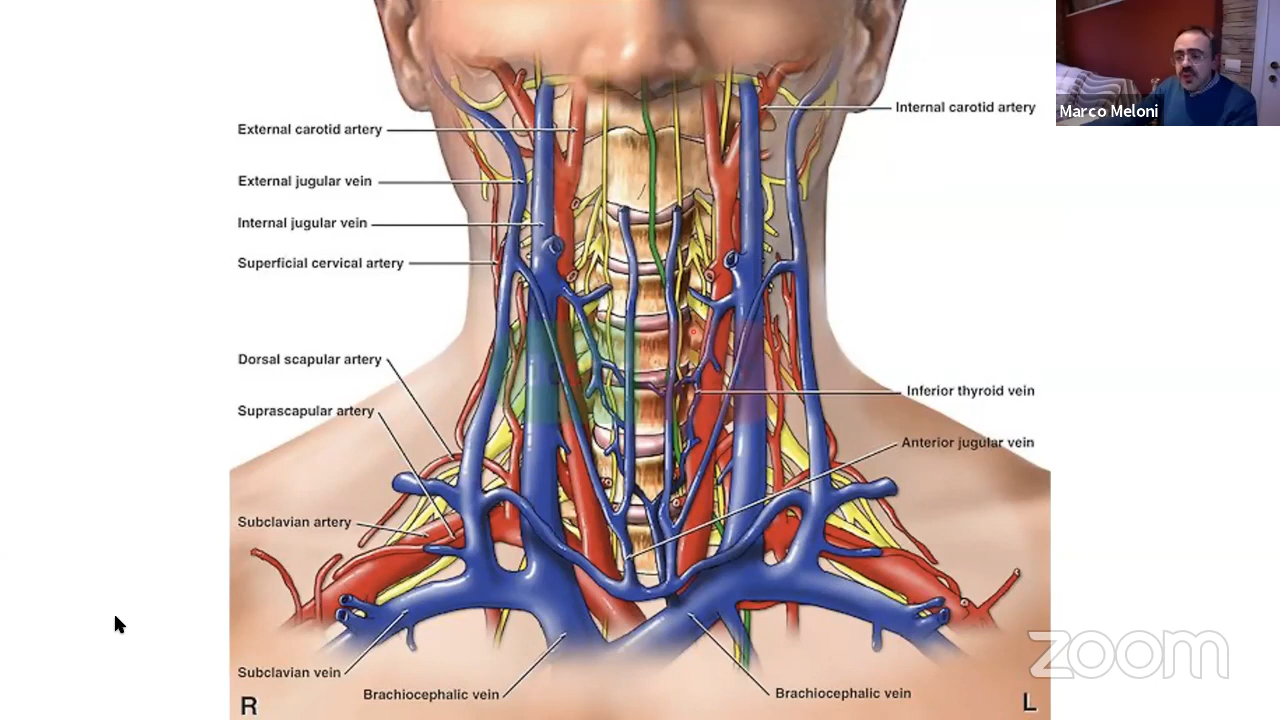 Marco Meloni
Internal carotid artery
External carotid artery
External jugular vein
Internal jugular vein
Superficial cervical artery
Dorsal scapular artery
Inferior thyroid vein
Suprascapular artery
Anterior jugular vein
Subclavian artery
Subclavian vein
Brachiocephalic vein
Brachiocephalic vein
R
L
zoom